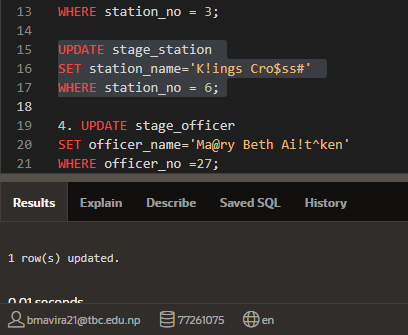 13 WHERE station_no = 3;
14
15 UPDATE stage_station
16 SET station_name='K!ings Cro$ss#'
17 WHERE station_no = 6;
18
19 4. UPDATE stage_officer
20 SET officer_name='Ma@ry Beth Ai!t^ken'
21 WHERE officer_no =27;
Results Explain Describe Saved SQL History
1 row(s) updated.
0.01 seconds
bmavira21@tbc.edu.np 77261075 en